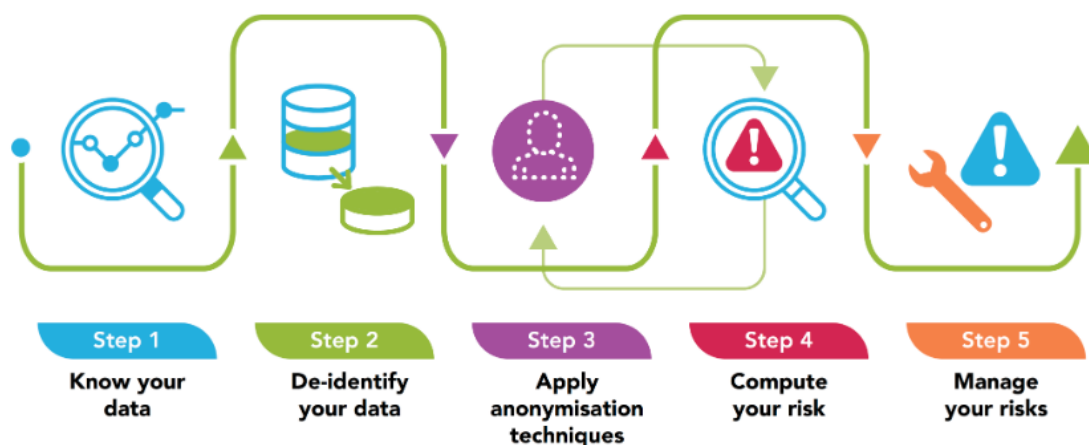 Step 1
Know your
data
Step 2
De-identify
your data
Step 3
Apply
anonymisation
techniques
Step 4
Compute
your risk
Step 5
Manage
your risks